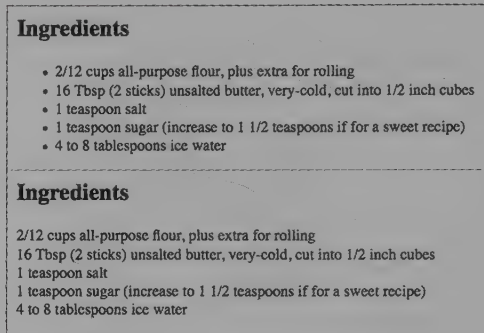 Ingredients
• 2/12 cups all-purpose flour, plus extra for rolling
• 16 Tbsp (2 sticks) unsalted butter, very-cold, cut into 1/2 inch cubes
• 1 teaspoon salt
• 1 teaspoon sugar (increase to 1 1/2 teaspoons if for a sweet recipe)
• 4 to 8 tablespoons ice water
Ingredients
2/12 cups all-purpose flour, plus extra for rolling
16 Tbsp (2 sticks) unsalted butter, very-cold, cut into 1/2 inch cubes
1 teaspoon salt
1 teaspoon sugar (increase to 1 1/2 teaspoons if for a sweet recipe)
4 to 8 tablespoons ice water